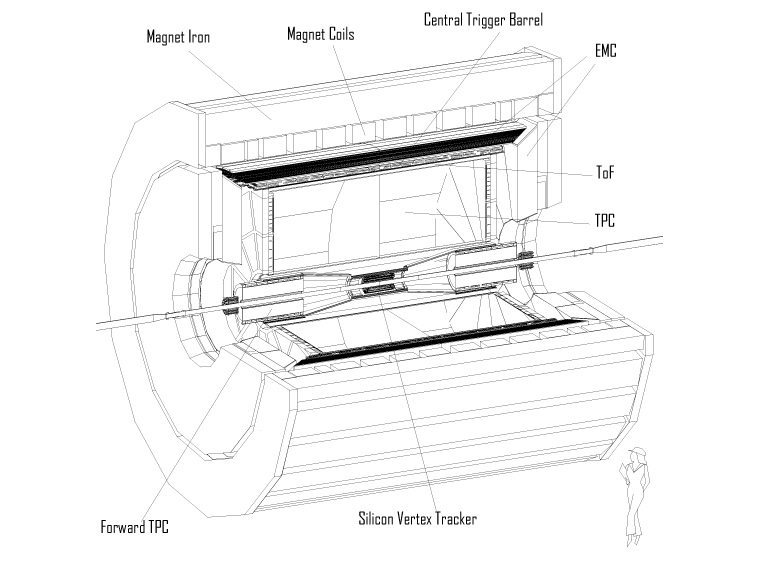 Central Trigger Barrel
Magnet Iron
Magnet Coils
EMC
ToF
TPC
Silicon Vertex Tracker
Forward TPC